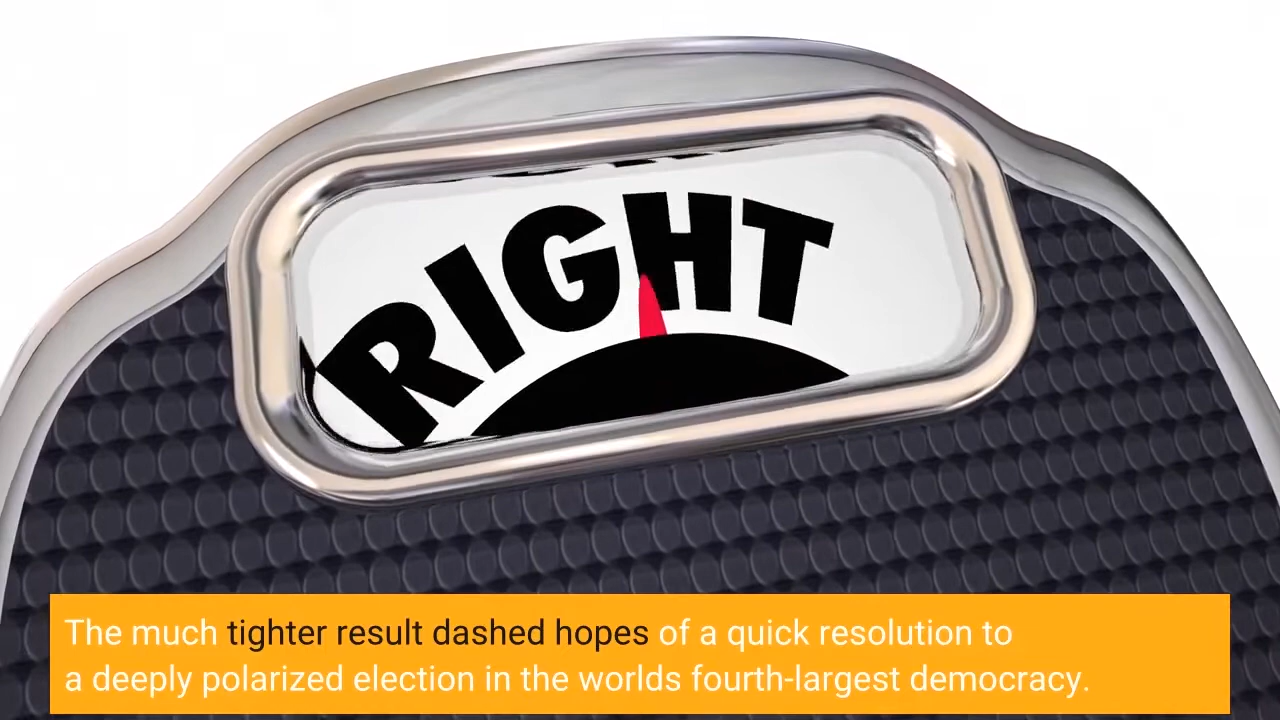 RIGHT
The much tighter result dashed hopes of a quick resolution to
a deeply polarized election in the worlds fourth-largest democracy.